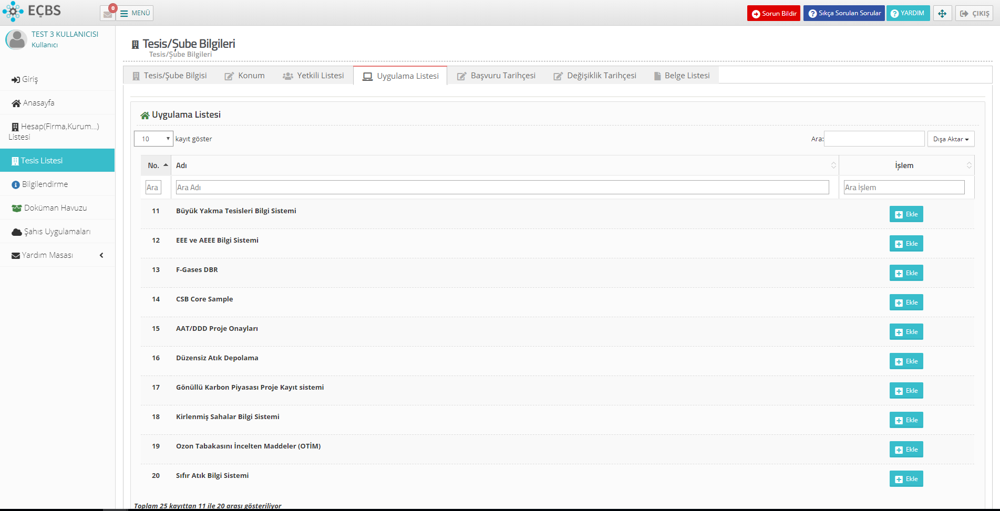 EÇBS
0
MENÜ
Sorun Bildir
Sıkça Sorulan Sorular
YARDIM
ÇIKIŞ
TEST 3 KULLANICISI
Kullanıcı
Giriş
Anasayfa
Hesap(Firma,Kurum...)
Listesi
Tesis Listesi
Bilgilendirme
Doküman Havuzu
Şahıs Uygulamaları
Yardım Masası
Tesis/Şube Bilgileri
Tesis/Şube Bilgileri
Tesis/Şube Bilgisi
Konum
Yetkili Listesi
Uygulama Listesi
Başvuru Tarihçesi
Değişiklik Tarihçesi
Belge Listesi
Uygulama Listesi
10 kayıt göster
Ara:
Dışa Aktar
No. Adı İşlem
Ara Ara Adı Ara İşlem
11 Büyük Yakma Tesisleri Bilgi Sistemi Ekle
12 EEE ve AEEE Bilgi Sistemi Ekle
13 F-Gases DBR Ekle
14 CSB Core Sample Ekle
15 AAT/DDD Proje Onayları Ekle
16 Düzensiz Atık Depolama Ekle
17 Gönüllü Karbon Piyasası Proje Kayıt sistemi Ekle
18 Kirlenmiş Sahalar Bilgi Sistemi Ekle
19 Ozon Tabakasını İncelten Maddeler (OTİM) Ekle
20 Sıfır Atık Bilgi Sistemi Ekle
Toplam 25 kayıttan 11 ile 20 arası gösteriliyor